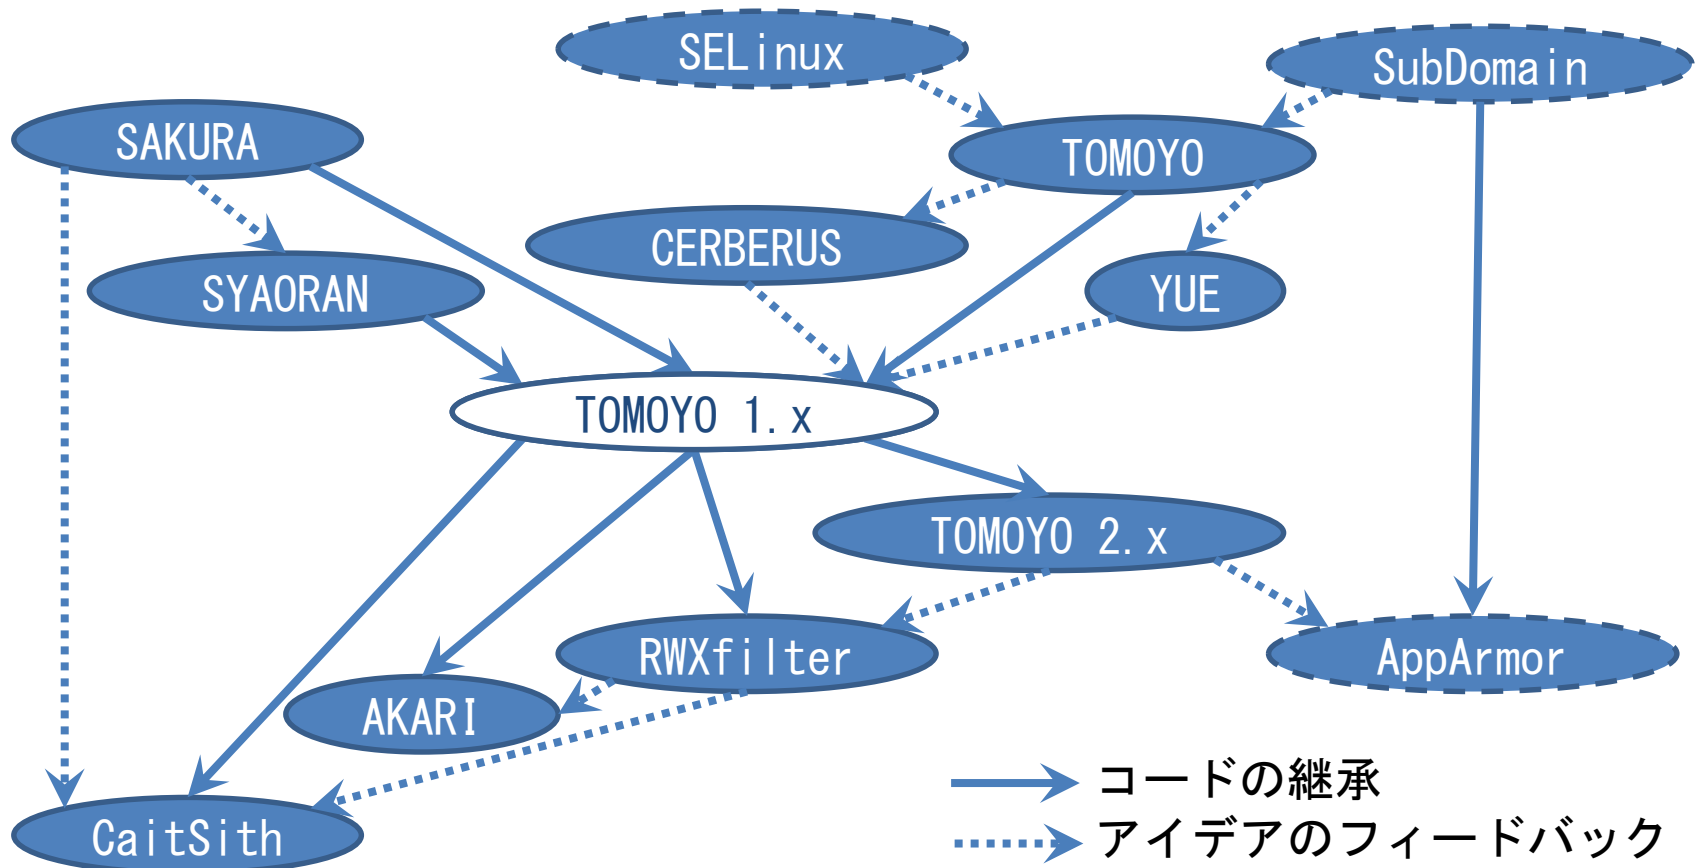 SELinux
SubDomain
SAKURA
TOMOYO
CERBERUS
SYAORAN
YUE
TOMOYO 1.x
TOMOYO 2.x
RWXfilter
AppArmor
AKARI
CaitSith
コードの継承
アイデアのフィードバック